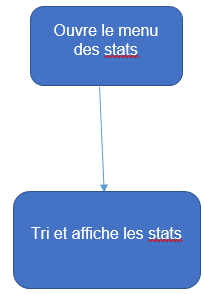 Ouvre le menu
des stats
Tri et affiche les stats